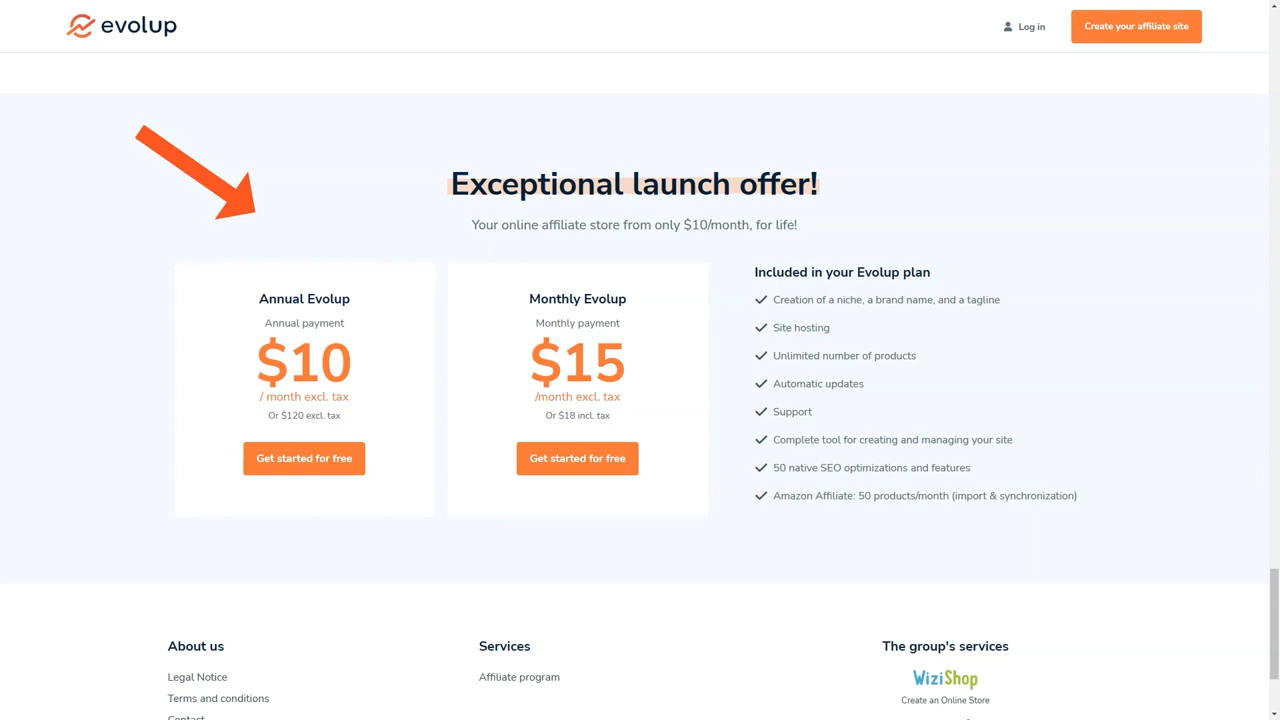 evolup
Log in
Create your affiliate site
Exceptional launch offer!
Your online affiliate store from only $10/month, for life!
Annual Evolup
Annual payment
$10
/ month excl. tax
Or $120 excl. tax
Get started for free
Monthly Evolup
Monthly payment
$15
/month excl. tax
Or $18 incl. tax
Get started for free
Included in your Evolup plan
Creation of a niche, a brand name, and a tagline
Site hosting
Unlimited number of products
Automatic updates
Support
Complete tool for creating and managing your site
50 native SEO optimizations and features
Amazon Affiliate: 50 products/month (import & synchronization)
About us
Legal Notice
Terms and conditions
Contact
Services
Affiliate program
The group's services
WiziShop
Create an Online Store